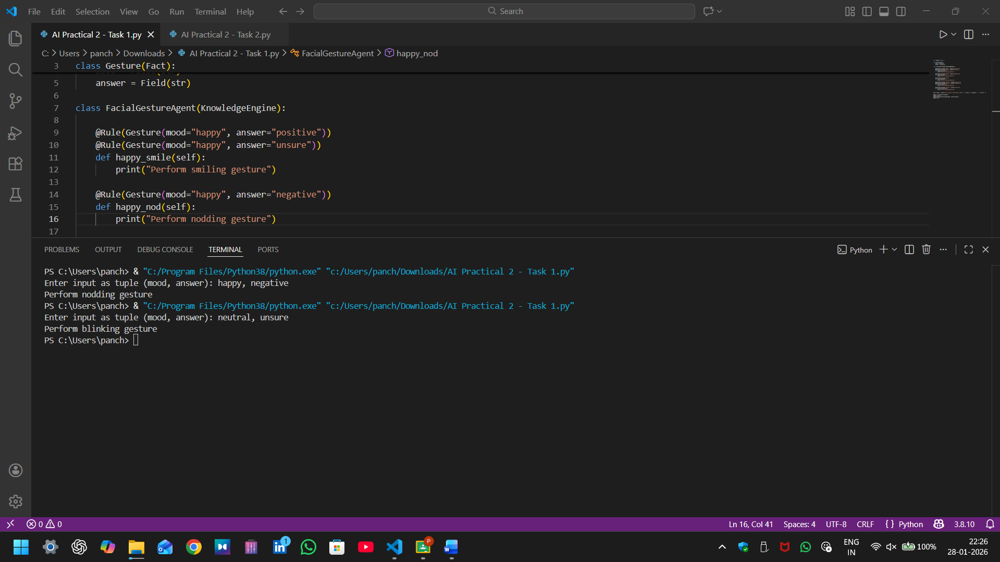 File Edit Selection View Go Run Terminal Help
Search
AI Practical 2 - Task 1.py
AI Practical 2 - Task 2.py
C: > Users > panch > Downloads > AI Practical 2 - Task 1.py > FacialGestureAgent > happy_nod
3 class Gesture(Fact):
5 answer = Field(str)
6
7 class FacialGestureAgent(KnowledgeEngine):
8
9 @Rule(Gesture(mood="happy", answer="positive"))
10 @Rule(Gesture(mood="happy", answer="unsure"))
11 def happy_smile(self):
12 print("Perform smiling gesture")
13
14 @Rule(Gesture(mood="happy", answer="negative"))
15 def happy_nod(self):
16 print("Perform nodding gesture")
17
PROBLEMS OUTPUT DEBUG CONSOLE TERMINAL PORTS
Python
PS C:\Users\panch> & "C:/Program Files/Python38/python.exe" "c:/Users/panch/Downloads/AI Practical 2 - Task 1.py"
Enter input as tuple (mood, answer): happy, negative
Perform nodding gesture
PS C:\Users\panch> & "C:/Program Files/Python38/python.exe" "c:/Users/panch/Downloads/AI Practical 2 - Task 1.py"
Enter input as tuple (mood, answer): neutral, unsure
Perform blinking gesture
PS C:\Users\panch>
0 0
Ln 16, Col 41 Spaces: 4 UTF-8 CRLF { } Python 3.8.10
1
P
ENG
IN
100%
22:26
28-01-2026